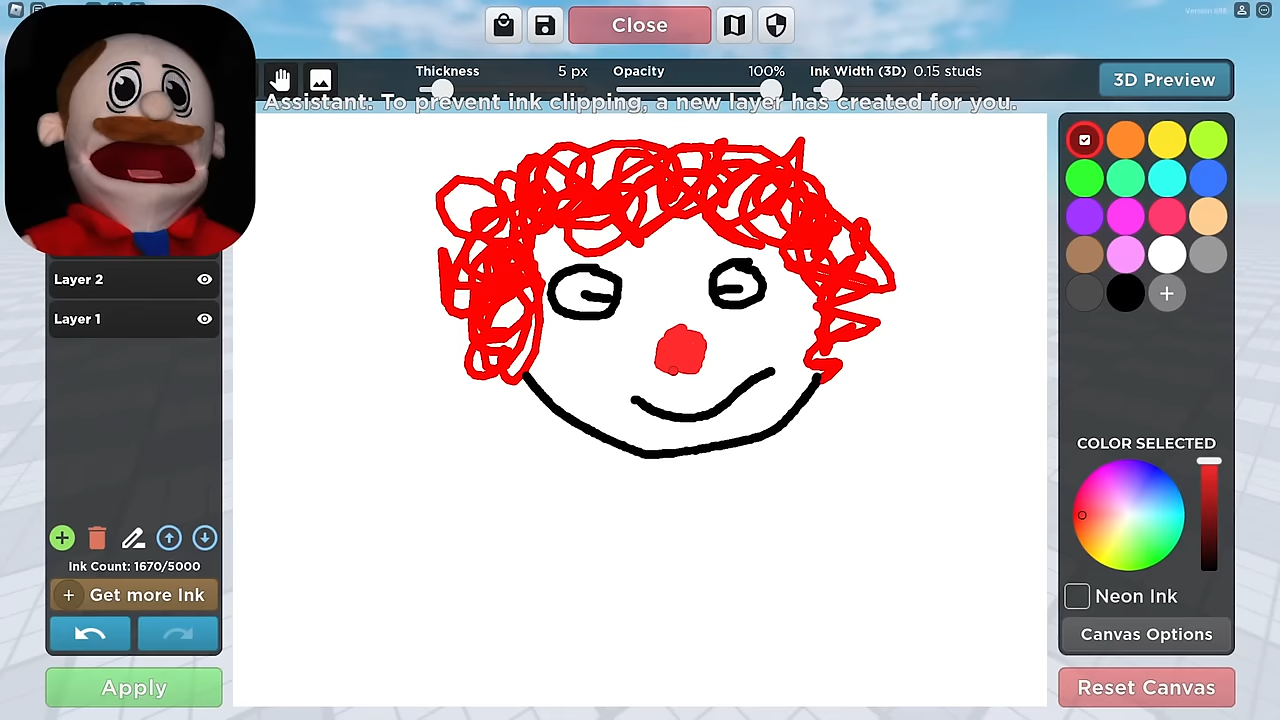 Version 698
Close
Thickness
5 px
Opacity
100%
Ink Width (3D)
0.15 studs
3D Preview
Assistant: To prevent ink clipping, a new layer has created for you.
Layer 2
Layer 1
COLOR SELECTED
Ink Count: 1670/5000
+ Get more Ink
Neon Ink
Canvas Options
Apply
Reset Canvas